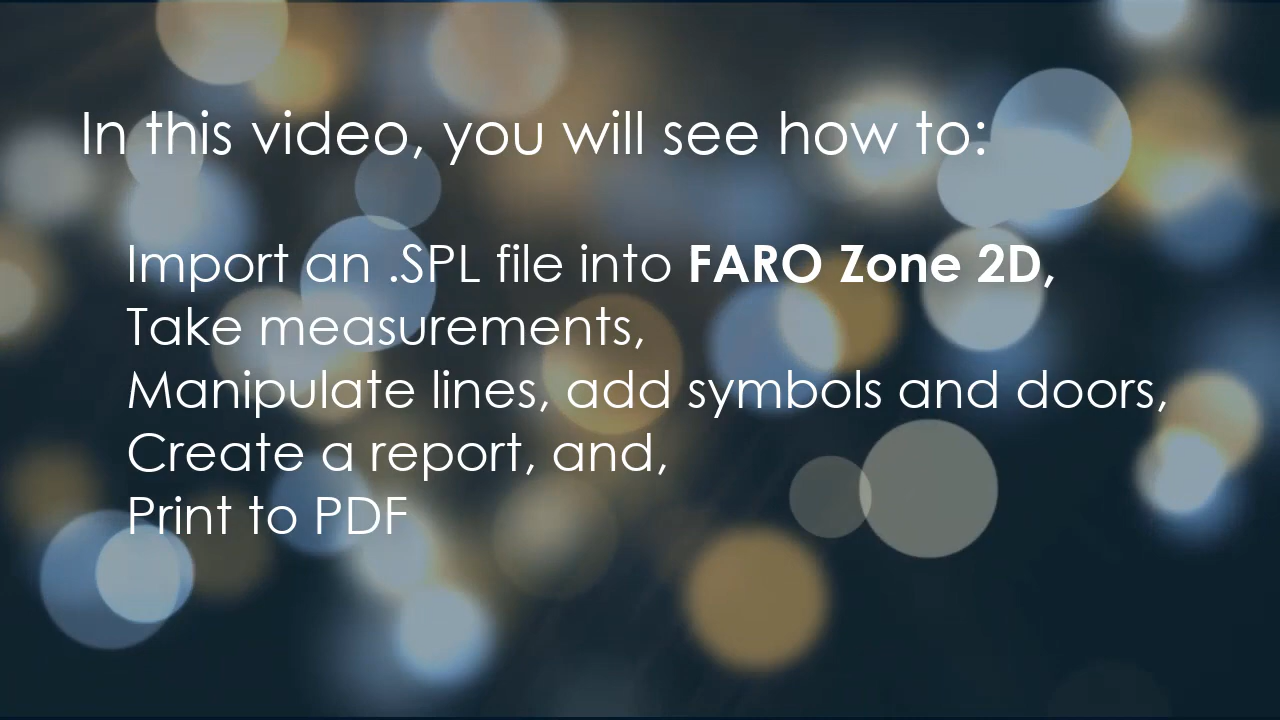 In this video, you will see how to:
Import an .SPL file into FARO Zone 2D,
Take measurements,
Manipulate lines, add symbols and doors,
Create a report, and,
Print to PDF